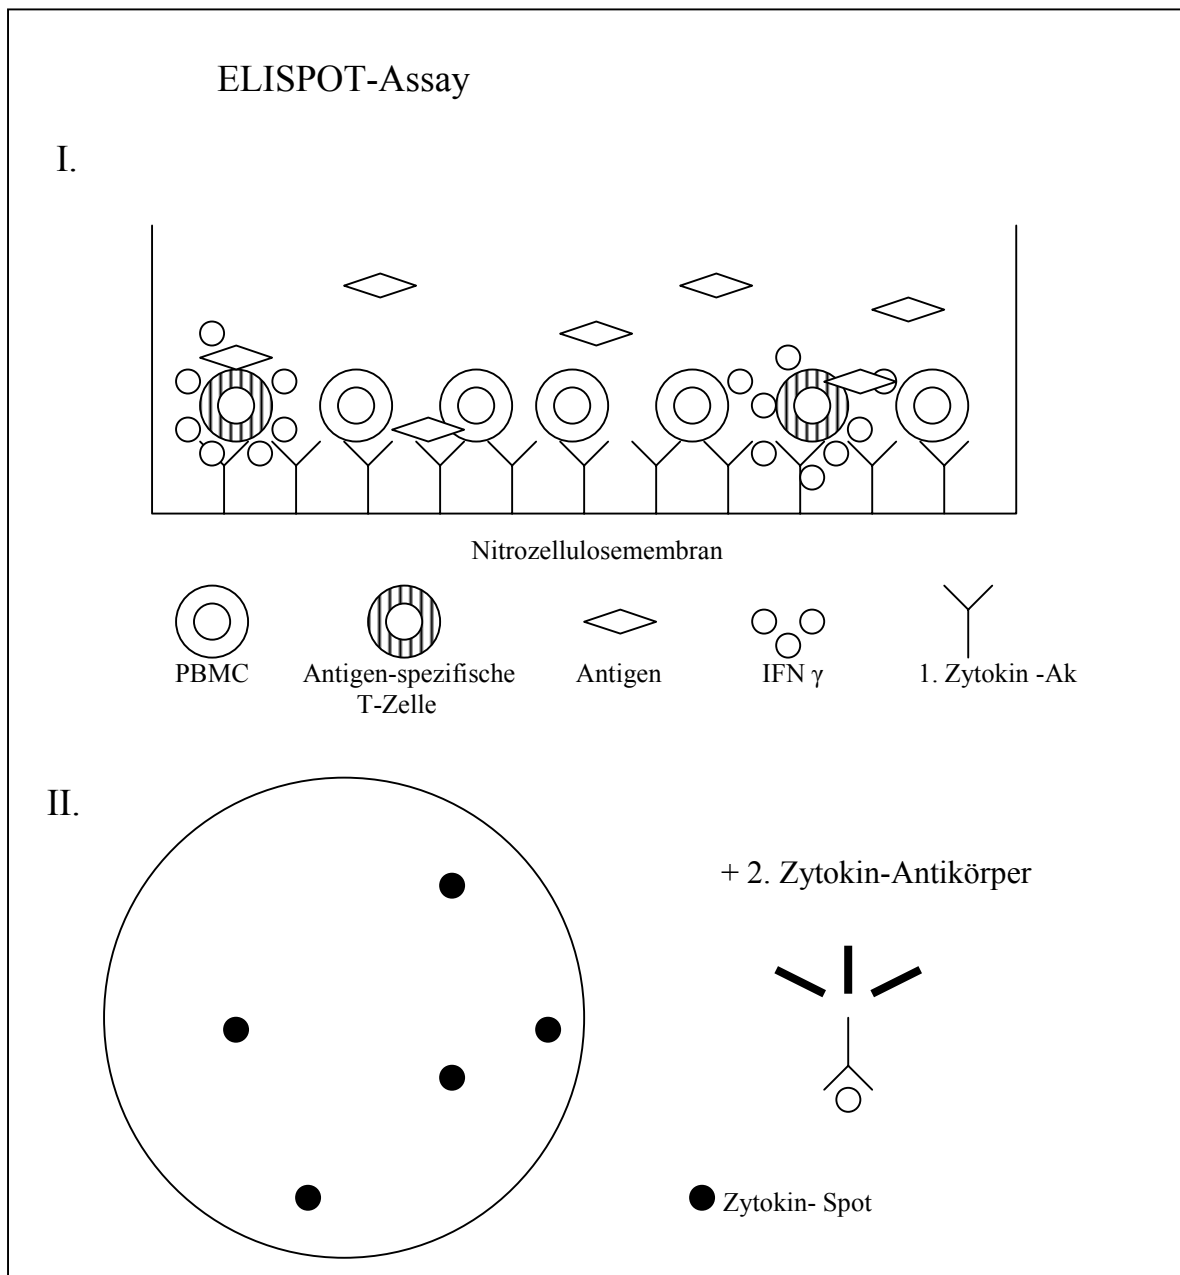 ELISPOT-Assay
I.
Nitrozellulosemembran
PBMC
Antigen-spezifische
T-Zelle
Antigen
IFN γ
1. Zytokin -Ak
II.
+ 2. Zytokin-Antikörper
Zytokin- Spot